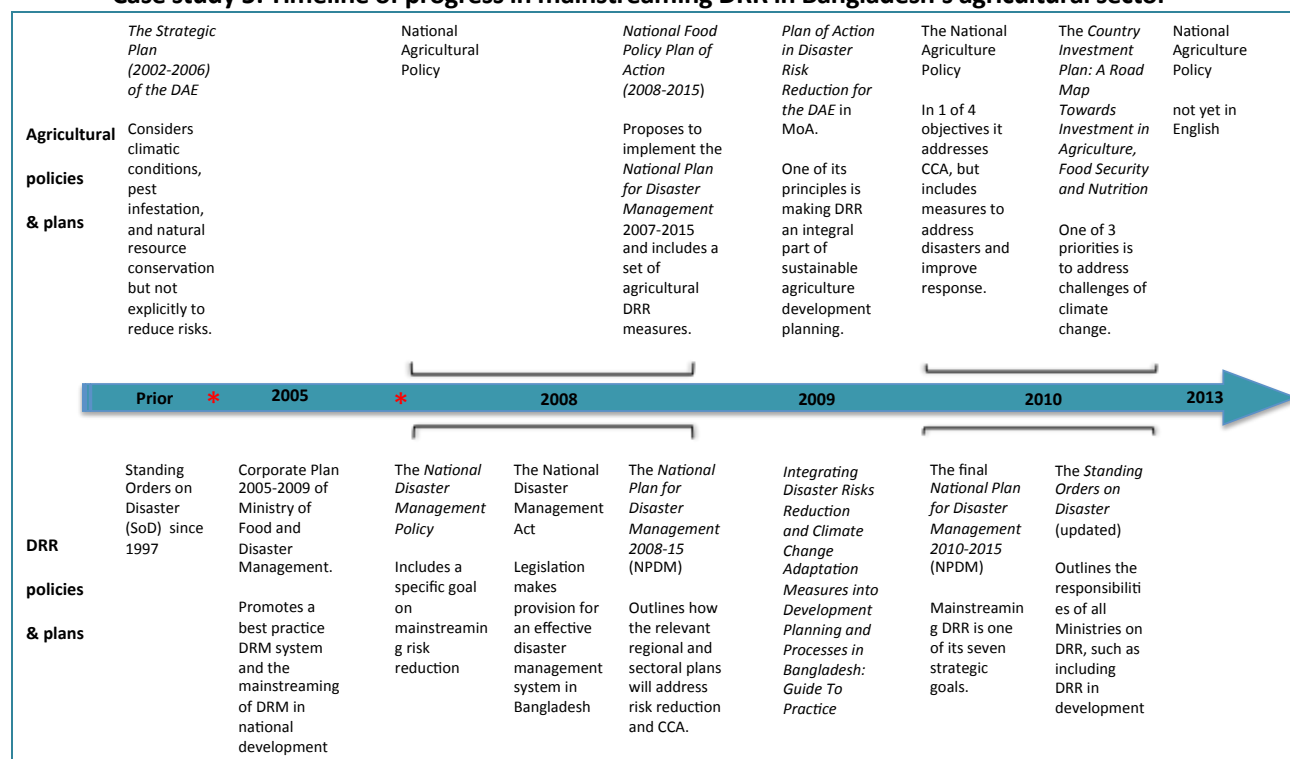 Case study 5: Timeline of progress in mainstreaming DRR in Bangladesh's agricultural sector
Agricultural
policies
& plans
The Strategic
Plan
(2002-2006)
of the DAE
Considers
climatic
conditions,
pest
infestation,
and natural
resource
conservation
but not
explicitly to
reduce risks.
National
Agricultural
Policy
National Food
Policy Plan of
Action
(2008-2015)
Proposes to
implement the
National Plan
for Disaster
Management
2007-2015
and includes a
set of
agricultural
DRR
measures.
Plan of Action
in Disaster
Risk
Reduction for
the DAE in
MoA.
One of its
principles is
making DRR
an integral
part of
sustainable
agriculture
development
planning.
The National
Agriculture
Policy
In 1 of 4
objectives it
addresses
CCA, but
includes
measures to
address
disasters and
improve
response.
The Country
Investment
Plan: A Road
Map
Towards
Investment in
Agriculture,
Food Security
and Nutrition
One of 3
priorities is
to address
challenges of
climate
change.
National
Agriculture
Policy
not yet in
English
Prior * 2005 * 2008 2009 2010 2013
DRR
policies
& plans
Standing
Orders on
Disaster
(SoD) since
1997
Corporate Plan
2005-2009 of
Ministry of
Food and
Disaster
Management.
Promotes a
best practice
DRM system
and the
mainstreaming
of DRM in
national
development
The National
Disaster
Management
Policy
Includes a
specific goal
on
mainstreamin
g risk
reduction
The National
Disaster
Management
Act
Legislation
makes
provision for
an effective
disaster
management
system in
Bangladesh
The National
Plan for
Disaster
Management
2008-15
(NPDM)
Outlines how
the relevant
regional and
sectoral plans
will address
risk reduction
and CCA.
Integrating
Disaster Risks
Reduction
and Climate
Change
Adaptation
Measures into
Development
Planning and
Processes in
Bangladesh:
Guide To
Practice
The final
National Plan
for Disaster
Management
2010-2015
(NPDM)
Mainstreamin
g DRR is one
of its seven
strategic
goals.
The Standing
Orders on
Disaster
(updated)
Outlines the
responsibiliti
es of all
Ministries on
DRR, such as
including
DRR in
development